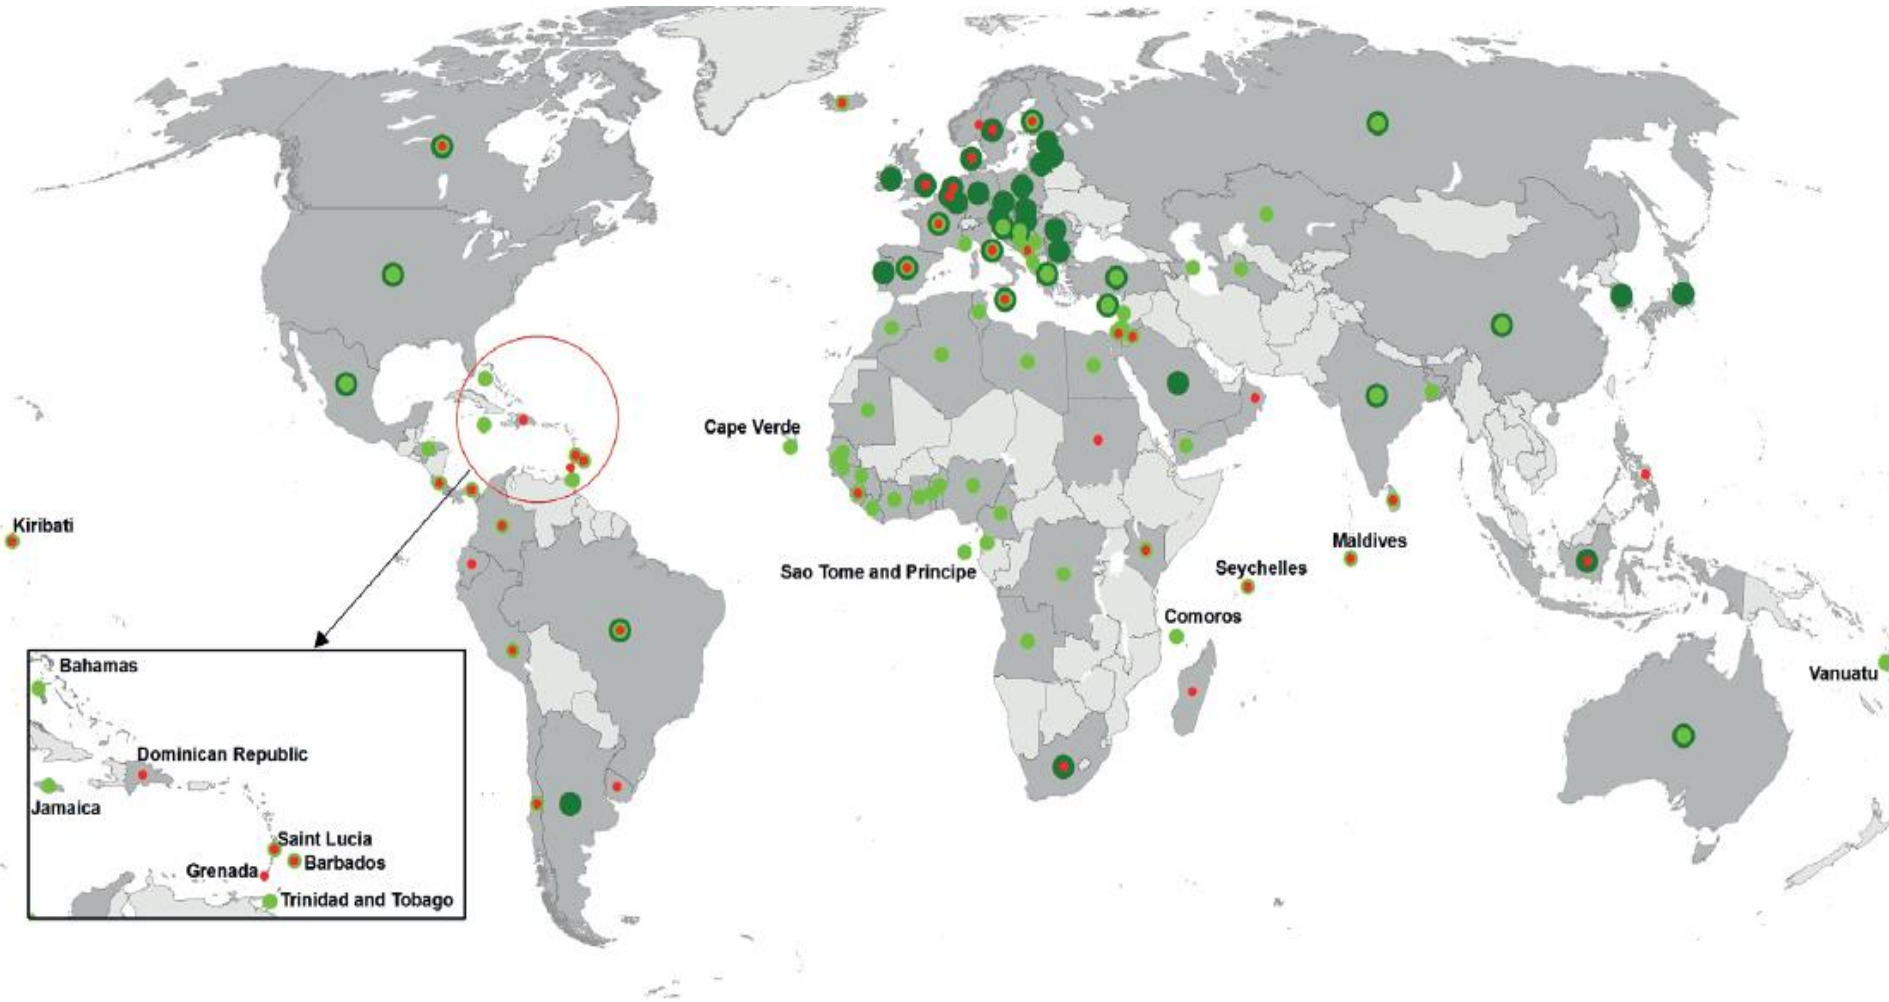 Cape Verde
Kiribati
Maldives
Sao Tome and Principe
Seychelles
Comoros
Vanuatu
Bahamas
Dominican Republic
Jamaica
Saint Lucia
Barbados
Grenada
Trinidad and Tobago